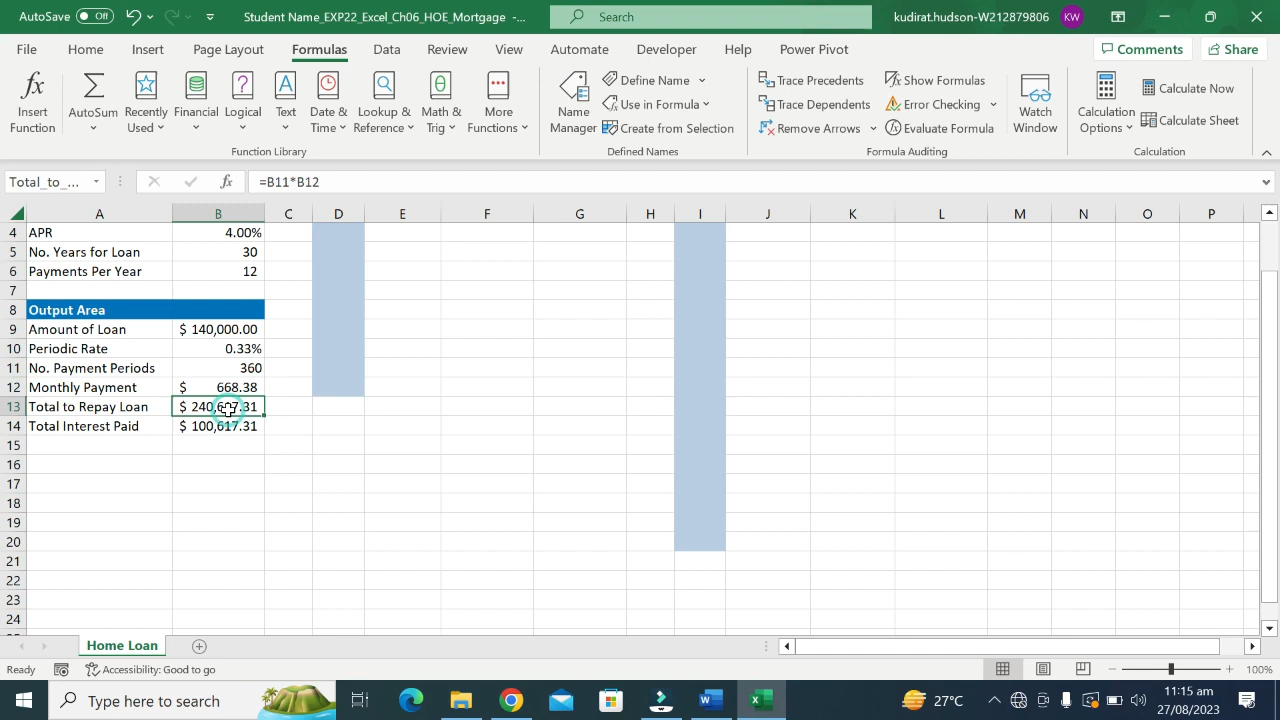 AutoSave Off Student Name_EXP22_Excel_Ch06_HOE_Mortgage -... Search kudirat.hudson-W212879806 KW
File Home Insert Page Layout Formulas Data Review View Automate Developer Help Power Pivot Comments Share
Insert Function AutoSum Recently Used Financial Logical Text Date & Time Lookup & Reference Math & Trig More Functions
Function Library
Name Manager Define Name Use in Formula Create from Selection
Defined Names
Trace Precedents Trace Dependents Remove Arrows Show Formulas Error Checking Evaluate Formula
Formula Auditing
Watch Window
Calculation Options Calculate Now Calculate Sheet
Calculation
Total_to_... fx =B11*B12
A B C D E F G H I J K L M N O P
4 APR 4.00%
5 No. Years for Loan 30
6 Payments Per Year 12
7
8 Output Area
9 Amount of Loan $ 140,000.00
10 Periodic Rate 0.33%
11 No. Payment Periods 360
12 Monthly Payment $ 668.38
13 Total to Repay Loan $ 240,617.31
14 Total Interest Paid $ 100,617.31
15
16
17
18
19
20
21
22
23
24
Home Loan
Ready Accessibility: Good to go 100%
Type here to search 27°C 11:15 am
27/08/2023